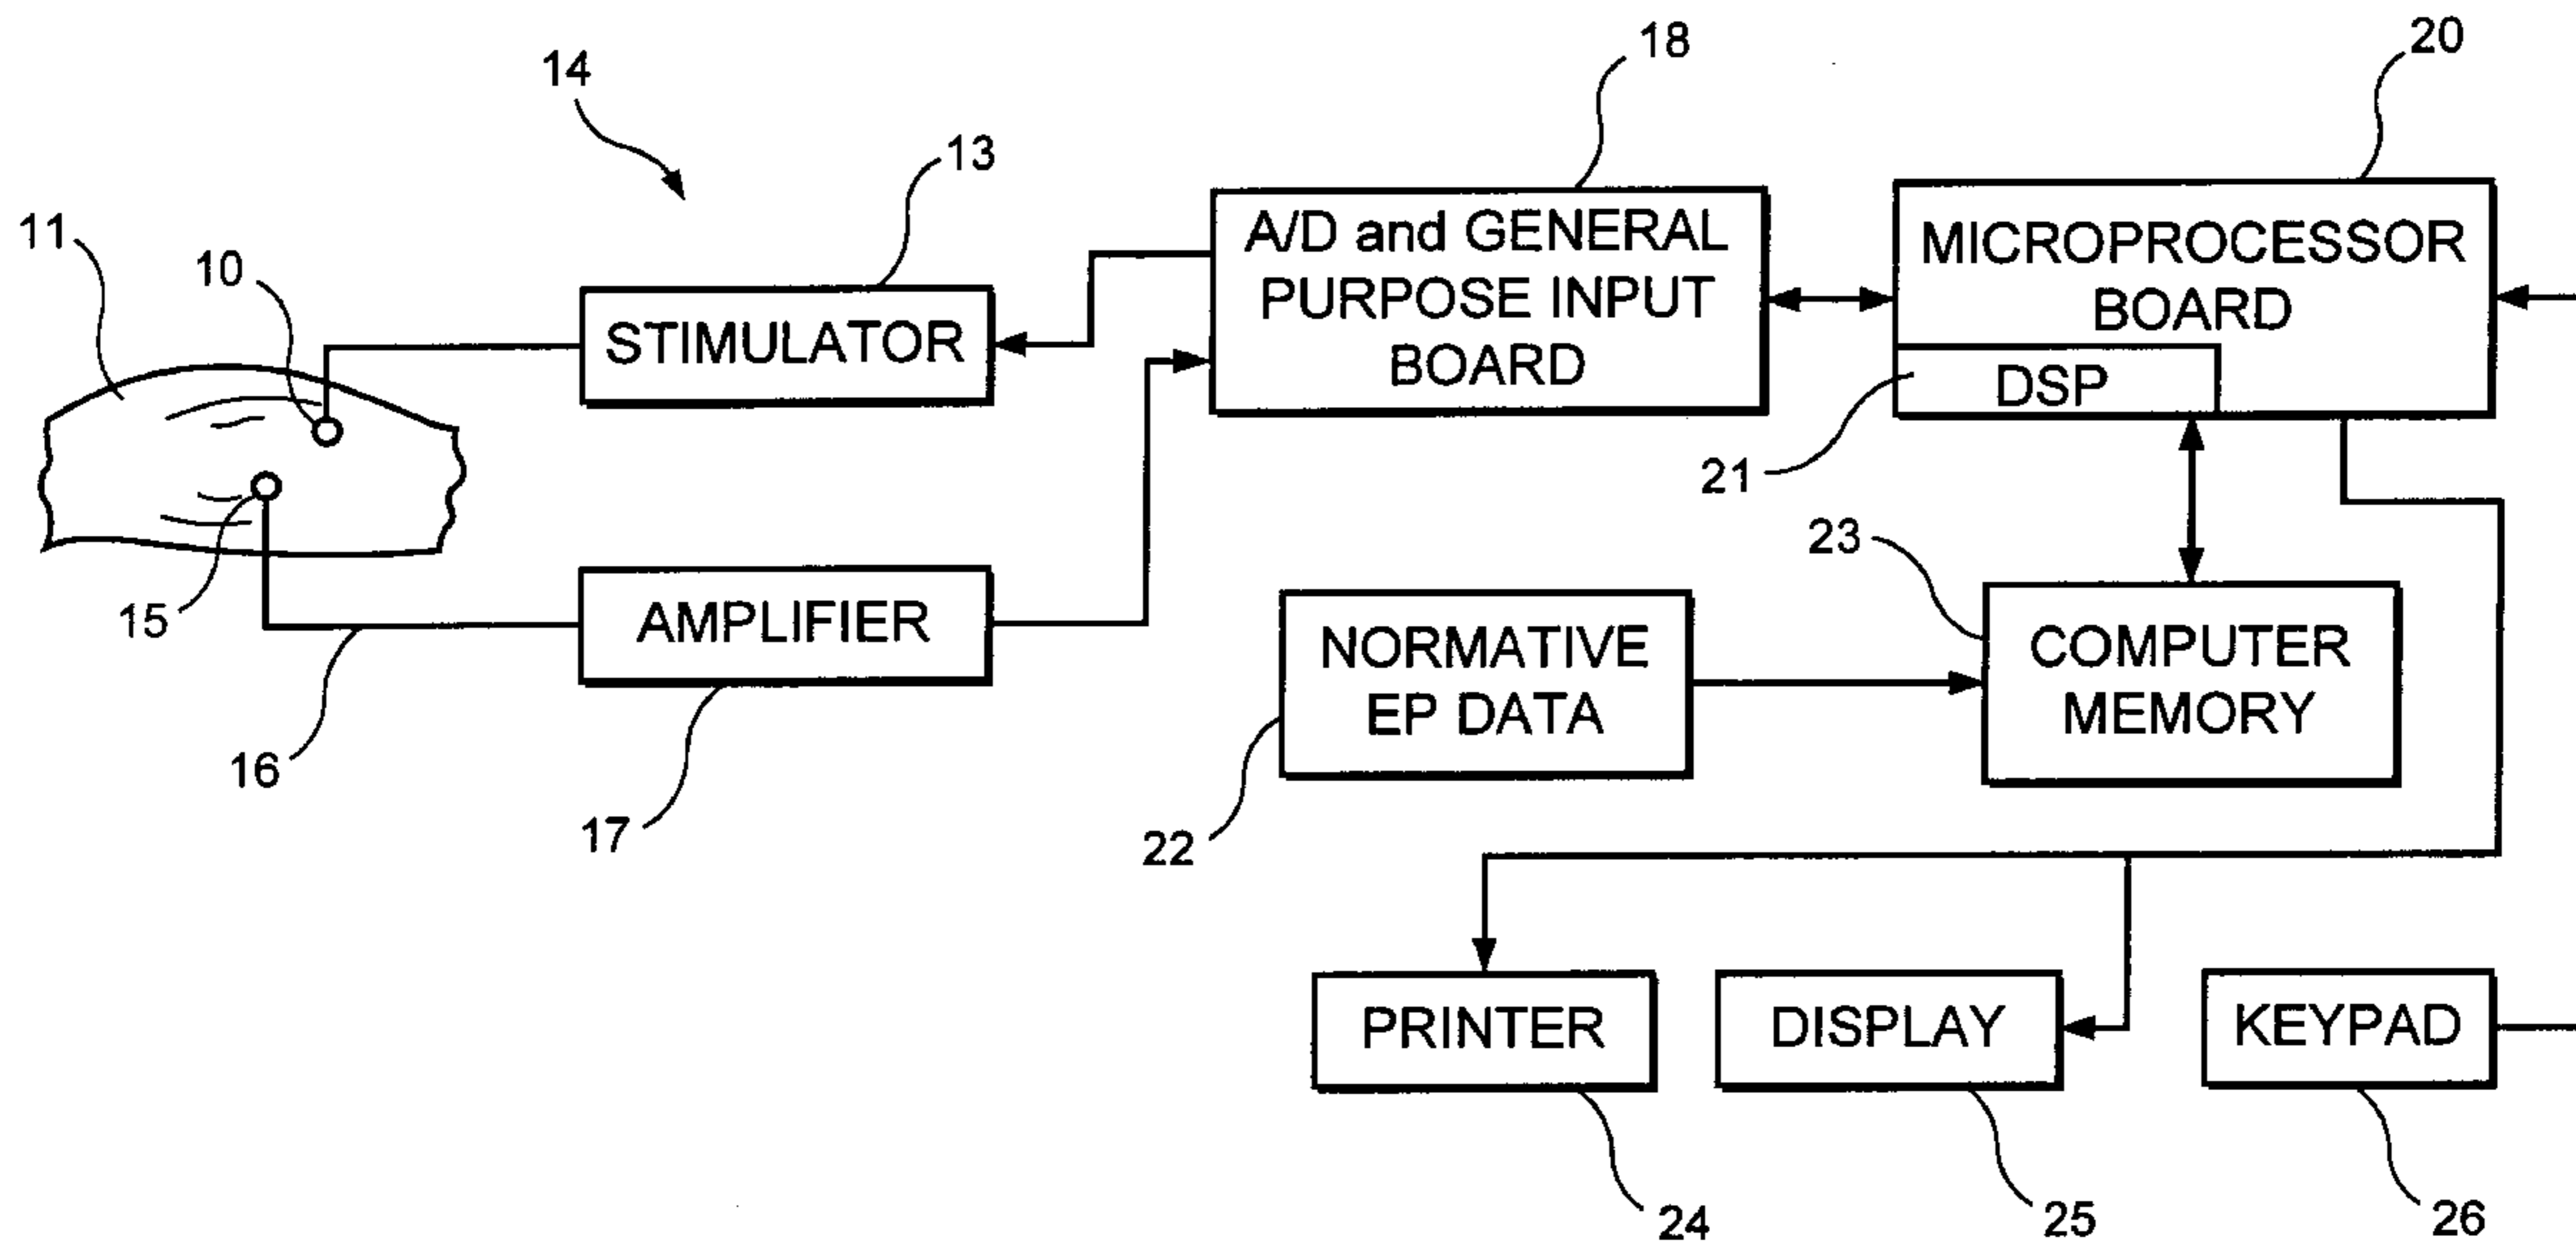 14
18
20
13
11
10
A/D and GENERAL
PURPOSE INPUT
BOARD
MICROPROCESSOR
BOARD
STIMULATOR
DSP
21
15
16
AMPLIFIER
17
23
NORMATIVE
EP DATA
COMPUTER
MEMORY
22
PRINTER
DISPLAY
KEYPAD
24
25
26